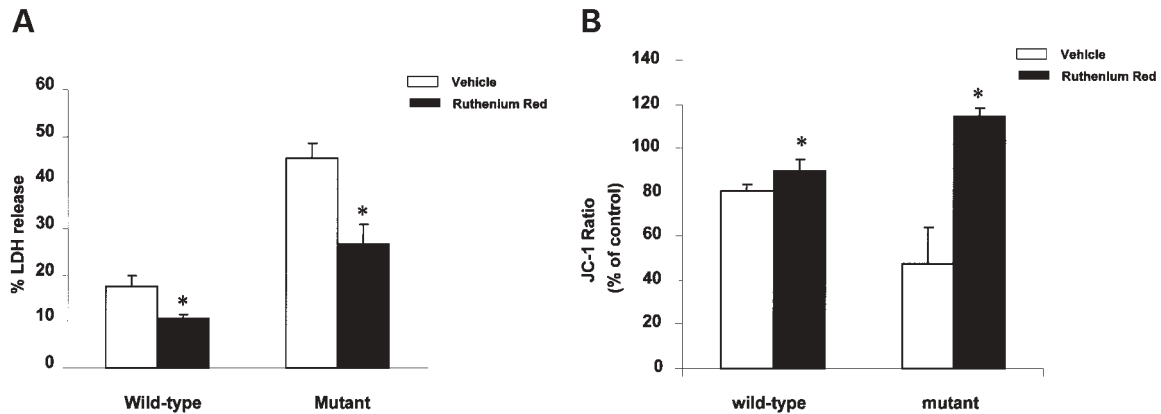 A
% LDH release
60
50
40
30
20
10
0
Vehicle
Ruthenium Red
*
*
Wild-type
Mutant
B
JC-1 Ratio
(% of control)
140
120
100
80
60
40
20
0
Vehicle
Ruthenium Red
*
*
wild-type
mutant